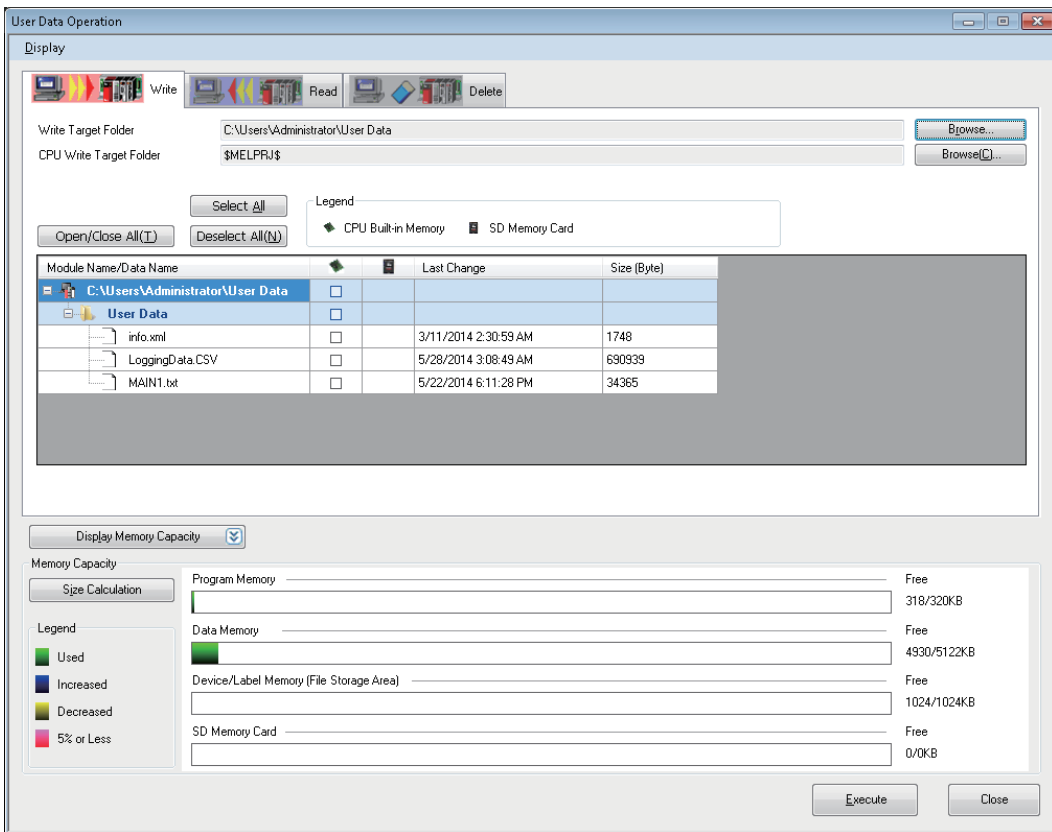 User Data Operation
Display
Write
Read
Delete
Write Target Folder
C:\Users\Administrator\User Data
Browse...
CPU Write Target Folder
$MELPRJ$
Browse(C)...
Select All
Legend
Open/Close All(T)
Deselect All(N)
CPU Built-in Memory
SD Memory Card
Module Name/Data Name
Last Change
Size (Byte)
C:\Users\Administrator\User Data
User Data
info.xml
3/11/2014 2:30:59 AM
1748
LoggingData.CSV
5/28/2014 3:08:49 AM
690939
MAIN1.txt
5/22/2014 6:11:28 PM
34365
Display Memory Capacity
Memory Capacity
Size Calculation
Program Memory
Free
318/320KB
Legend
Used
Increased
Decreased
5% or Less
Data Memory
Free
4930/5122KB
Device/Label Memory (File Storage Area)
Free
1024/1024KB
SD Memory Card
Free
0/0KB
Execute
Close